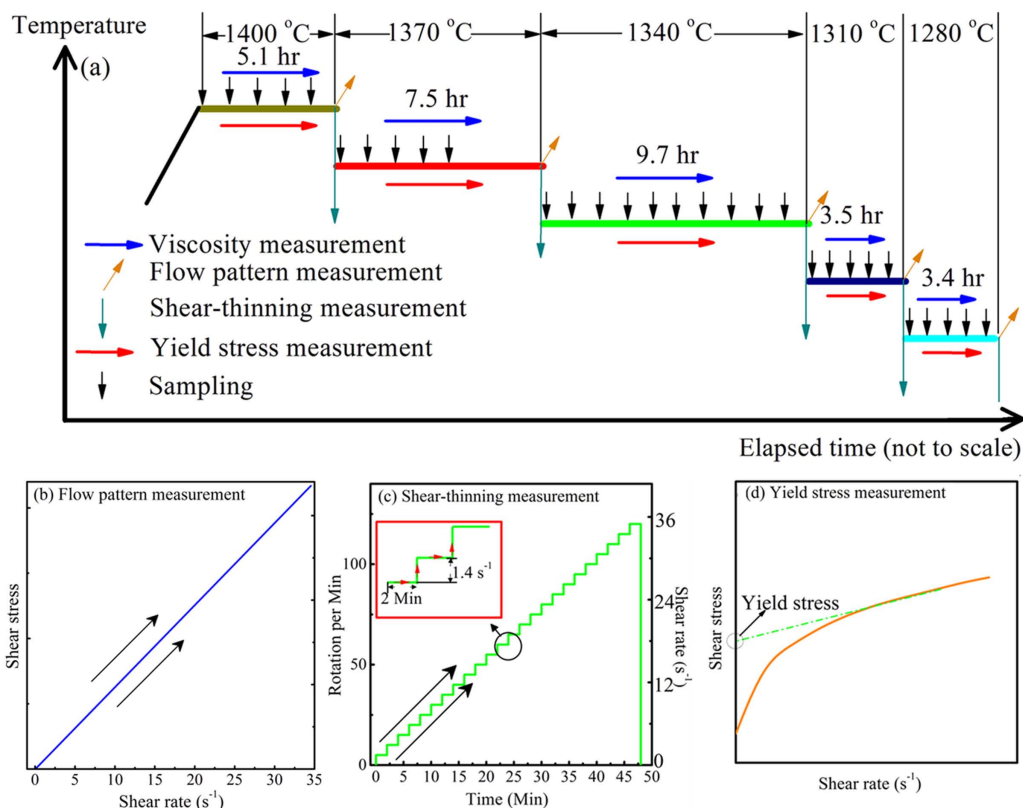 Temperature
1400 °C 1370 °C 1340 °C 1310 °C 1280 °C
(a)
5.1 hr
7.5 hr
9.7 hr
3.5 hr
3.4 hr
Viscosity measurement
Flow pattern measurement
Shear-thinning measurement
Yield stress measurement
Sampling
Elapsed time (not to scale)
(b) Flow pattern measurement
Shear stress
0 5 10 15 20 25 30 35
Shear rate (s⁻¹)
(c) Shear-thinning measurement
Rotation per Min
100
50
0
2 Min
1.4 s⁻¹
36
24
12
0
Shear rate (s⁻¹)
0 5 10 15 20 25 30 35 40 45 50
Time (Min)
(d) Yield stress measurement
Shear stress
Yield stress
Shear rate (s⁻¹)